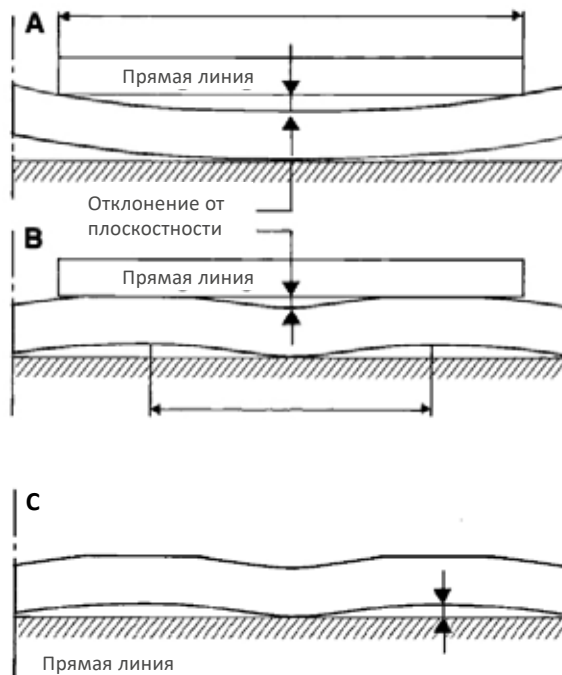 A
Прямая линия
Отклонение от
плоскостности
B
Прямая линия
C
Прямая линия